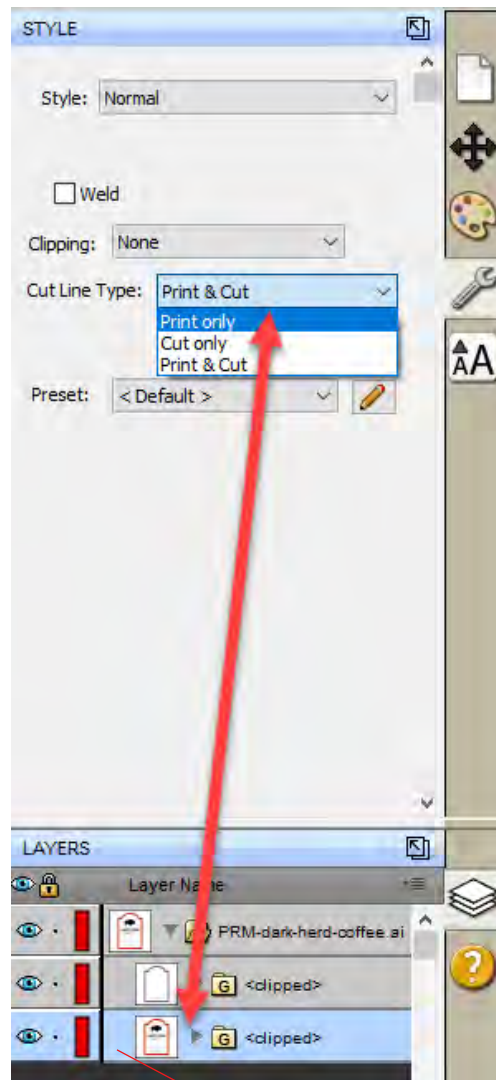 STYLE
Style: Normal
Weld
Clipping: None
Cut Line Type: Print & Cut
Print only
Cut only
Print & Cut
AA
Preset: < Default >
LAYERS
Layer Name
PRM-dark-herd-coffee.ai
G <clipped>
G <clipped>